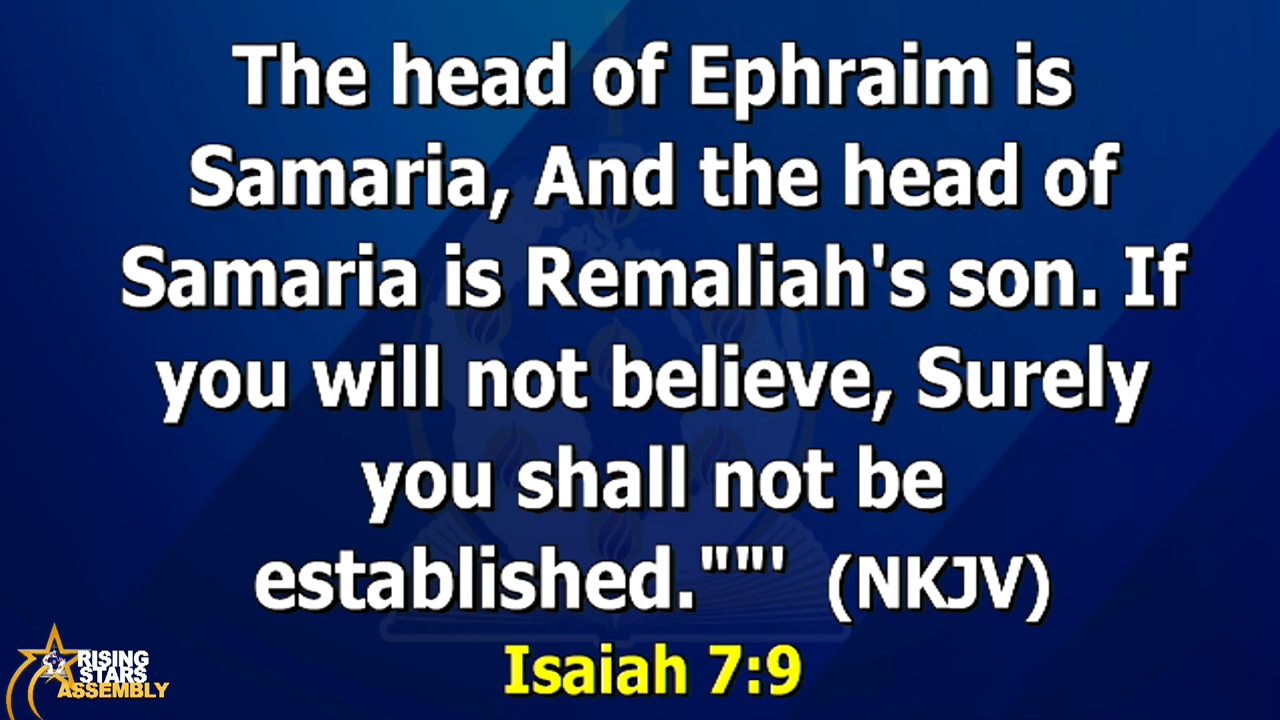 The head of Ephraim is
Samaria, And the head of
Samaria is Remaliah's son. If
you will not believe, Surely
you shall not be
established.""' (NKJV)
Isaiah 7:9
RISING
STARS
ASSEMBLY